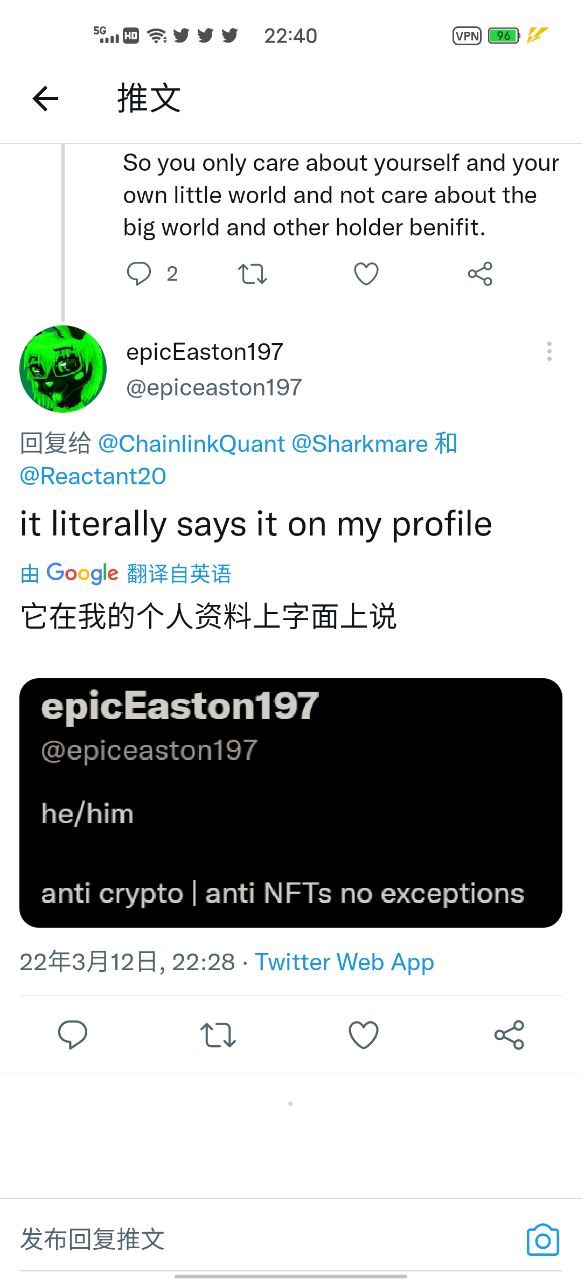 5G HD 22:40 VPN 96
推文
So you only care about yourself and your
own little world and not care about the
big world and other holder benifit.
2
epicEaston197
@epiceaston197
回复给 @ChainlinkQuant @Sharkmare 和
@Reactant20
it literally says it on my profile
由 Google 翻译自英语
它在我的个人资料上字面上说
epicEaston197
@epiceaston197
he/him
anti crypto | anti NFTs no exceptions
22年3月12日, 22:28 · Twitter Web App
发布回复推文